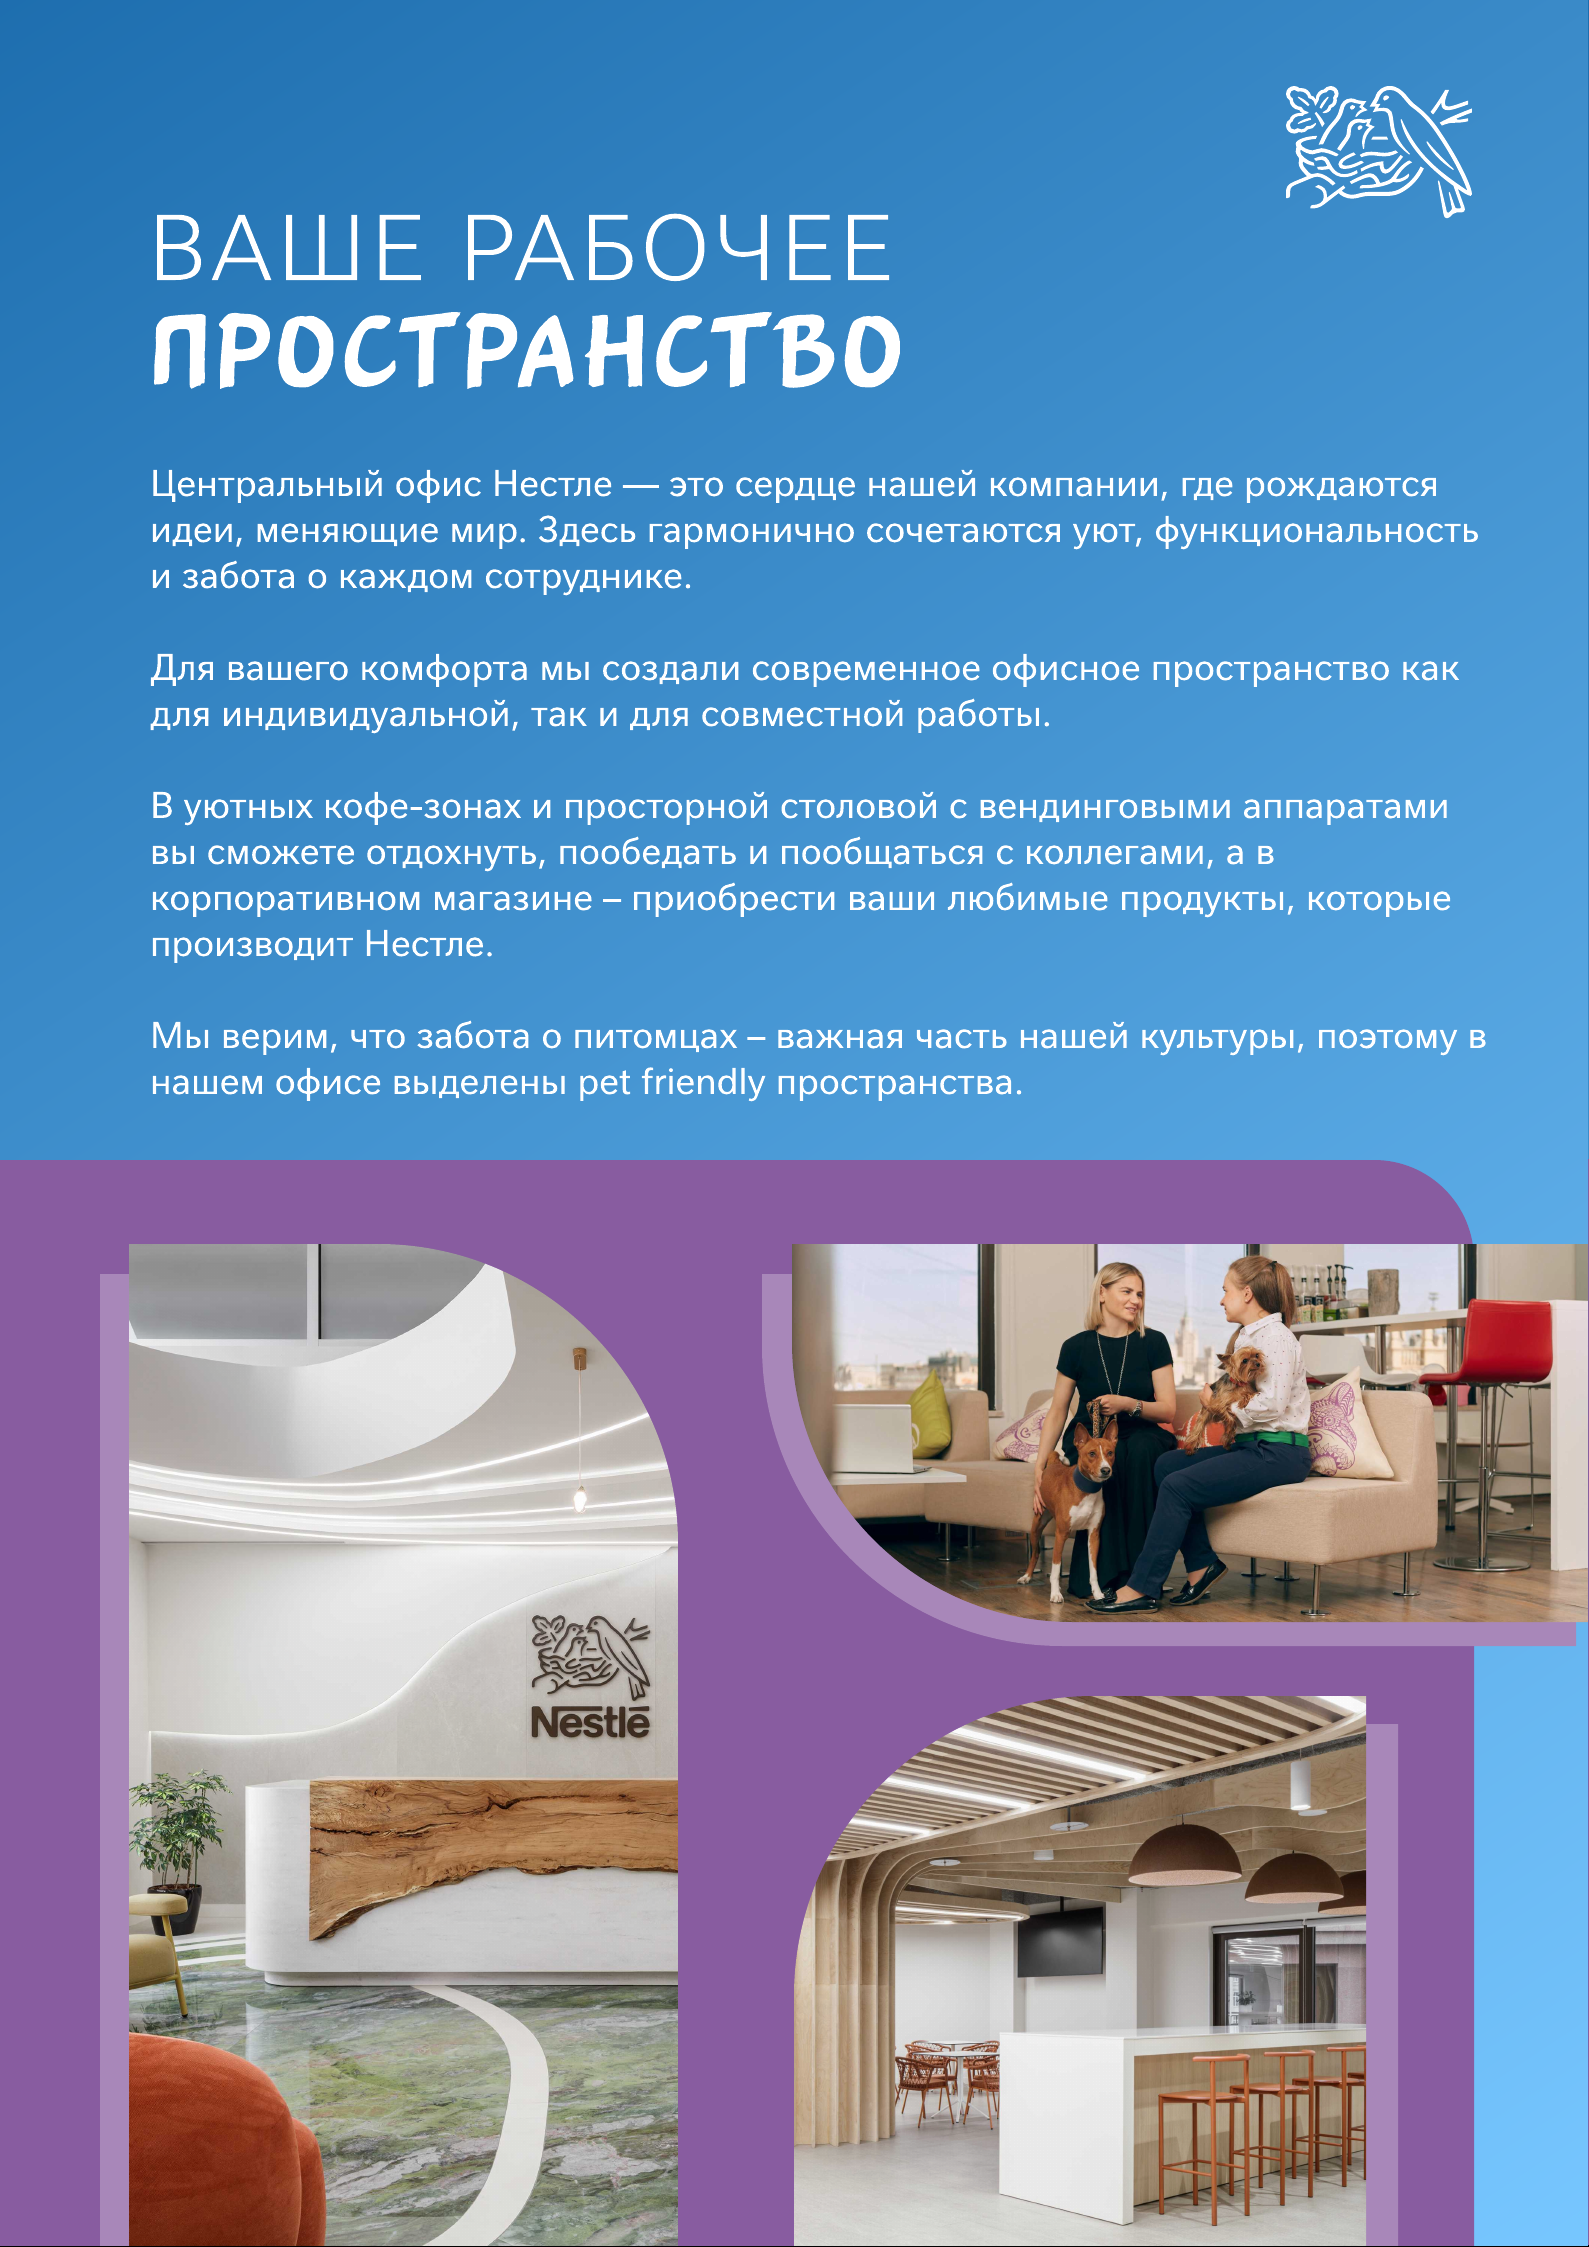 ВАШЕ РАБОЧЕЕ
ПРОСТРАНСТВО
Центральный офис Нестле — это сердце нашей компании, где рождаются
идеи, меняющие мир. Здесь гармонично сочетаются уют, функциональность
и забота о каждом сотруднике.
Для вашего комфорта мы создали современное офисное пространство как
для индивидуальной, так и для совместной работы.
В уютных кофе-зонах и просторной столовой с вендинговыми аппаратами
вы сможете отдохнуть, пообедать и пообщаться с коллегами, а в
корпоративном магазине – приобрести ваши любимые продукты, которые
производит Нестле.
Мы верим, что забота о питомцах – важная часть нашей культуры, поэтому в
нашем офисе выделены pet friendly пространства.
Nestlé